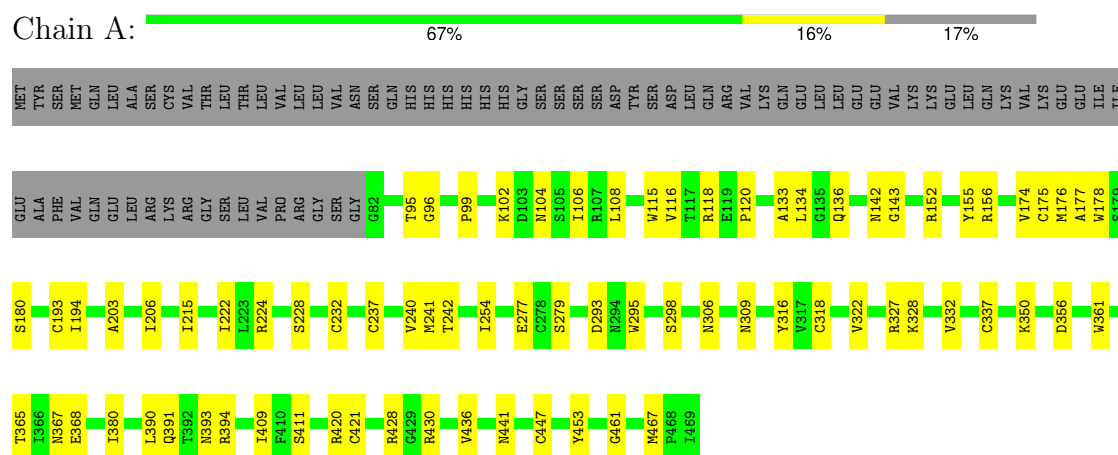 Chain A:
67% 16% 17%
MET TYR SER MET GLN LEU ALA SER CYS VAL THR LEU THR LEU VAL LEU LEU VAL ASN SER GLN HIS HIS HIS HIS HIS HIS GLY SER SER SER SER ASP TYR SER ASP LEU GLN ARG VAL LYS GLN GLU LEU LEU GLU GLU VAL LYS LYS GLU LEU GLN LYS VAL LYS GLU GLU ILE ILE
GLU ALA PHE VAL GLN GLU LEU ARG LYS ARG GLY SER LEU VAL PRO ARG GLY SER GLY G82 T95 G96 P99 K102 D103 N104 S105 I106 R107 L108 W115 V116 T117 R118 E119 P120 A133 L134 G135 Q136 N142 G143 R152 Y155 R156 V174 C175 M176 A177 W178 S179
S180 C193 I194 A203 I206 I215 I222 L223 R224 S228 C232 C237 V240 M241 T242 I254 E277 C278 S279 D293 N294 W295 S298 N306 N309 Y316 V317 C318 V322 R327 K328 V332 C337 K350 D356 W361
T365 I366 N367 E368 I380 L390 Q391 T392 N393 R394 I409 F410 S411 R420 C421 R428 G429 R430 V436 N441 C447 Y453 G461 M467 P468 I469